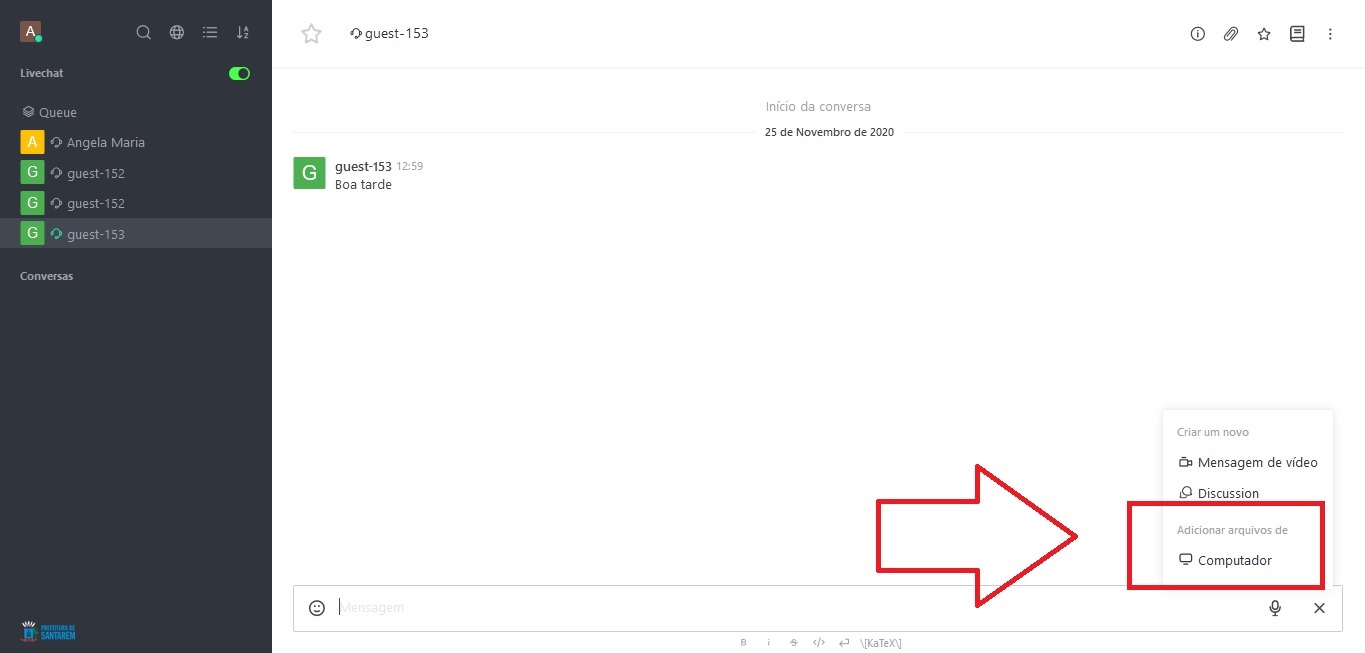 A
Livechat
Queue
A Angela Maria
G guest-152
G guest-152
G guest-153
Conversas
PREFEITURA DE
SANTARÉM
guest-153
Início da conversa
25 de Novembro de 2020
G guest-153 12:59
Boa tarde
Criar um novo
Mensagem de vídeo
Discussion
Adicionar arquivos de
Computador
Mensagem
B i S </> \[KaTeX\]